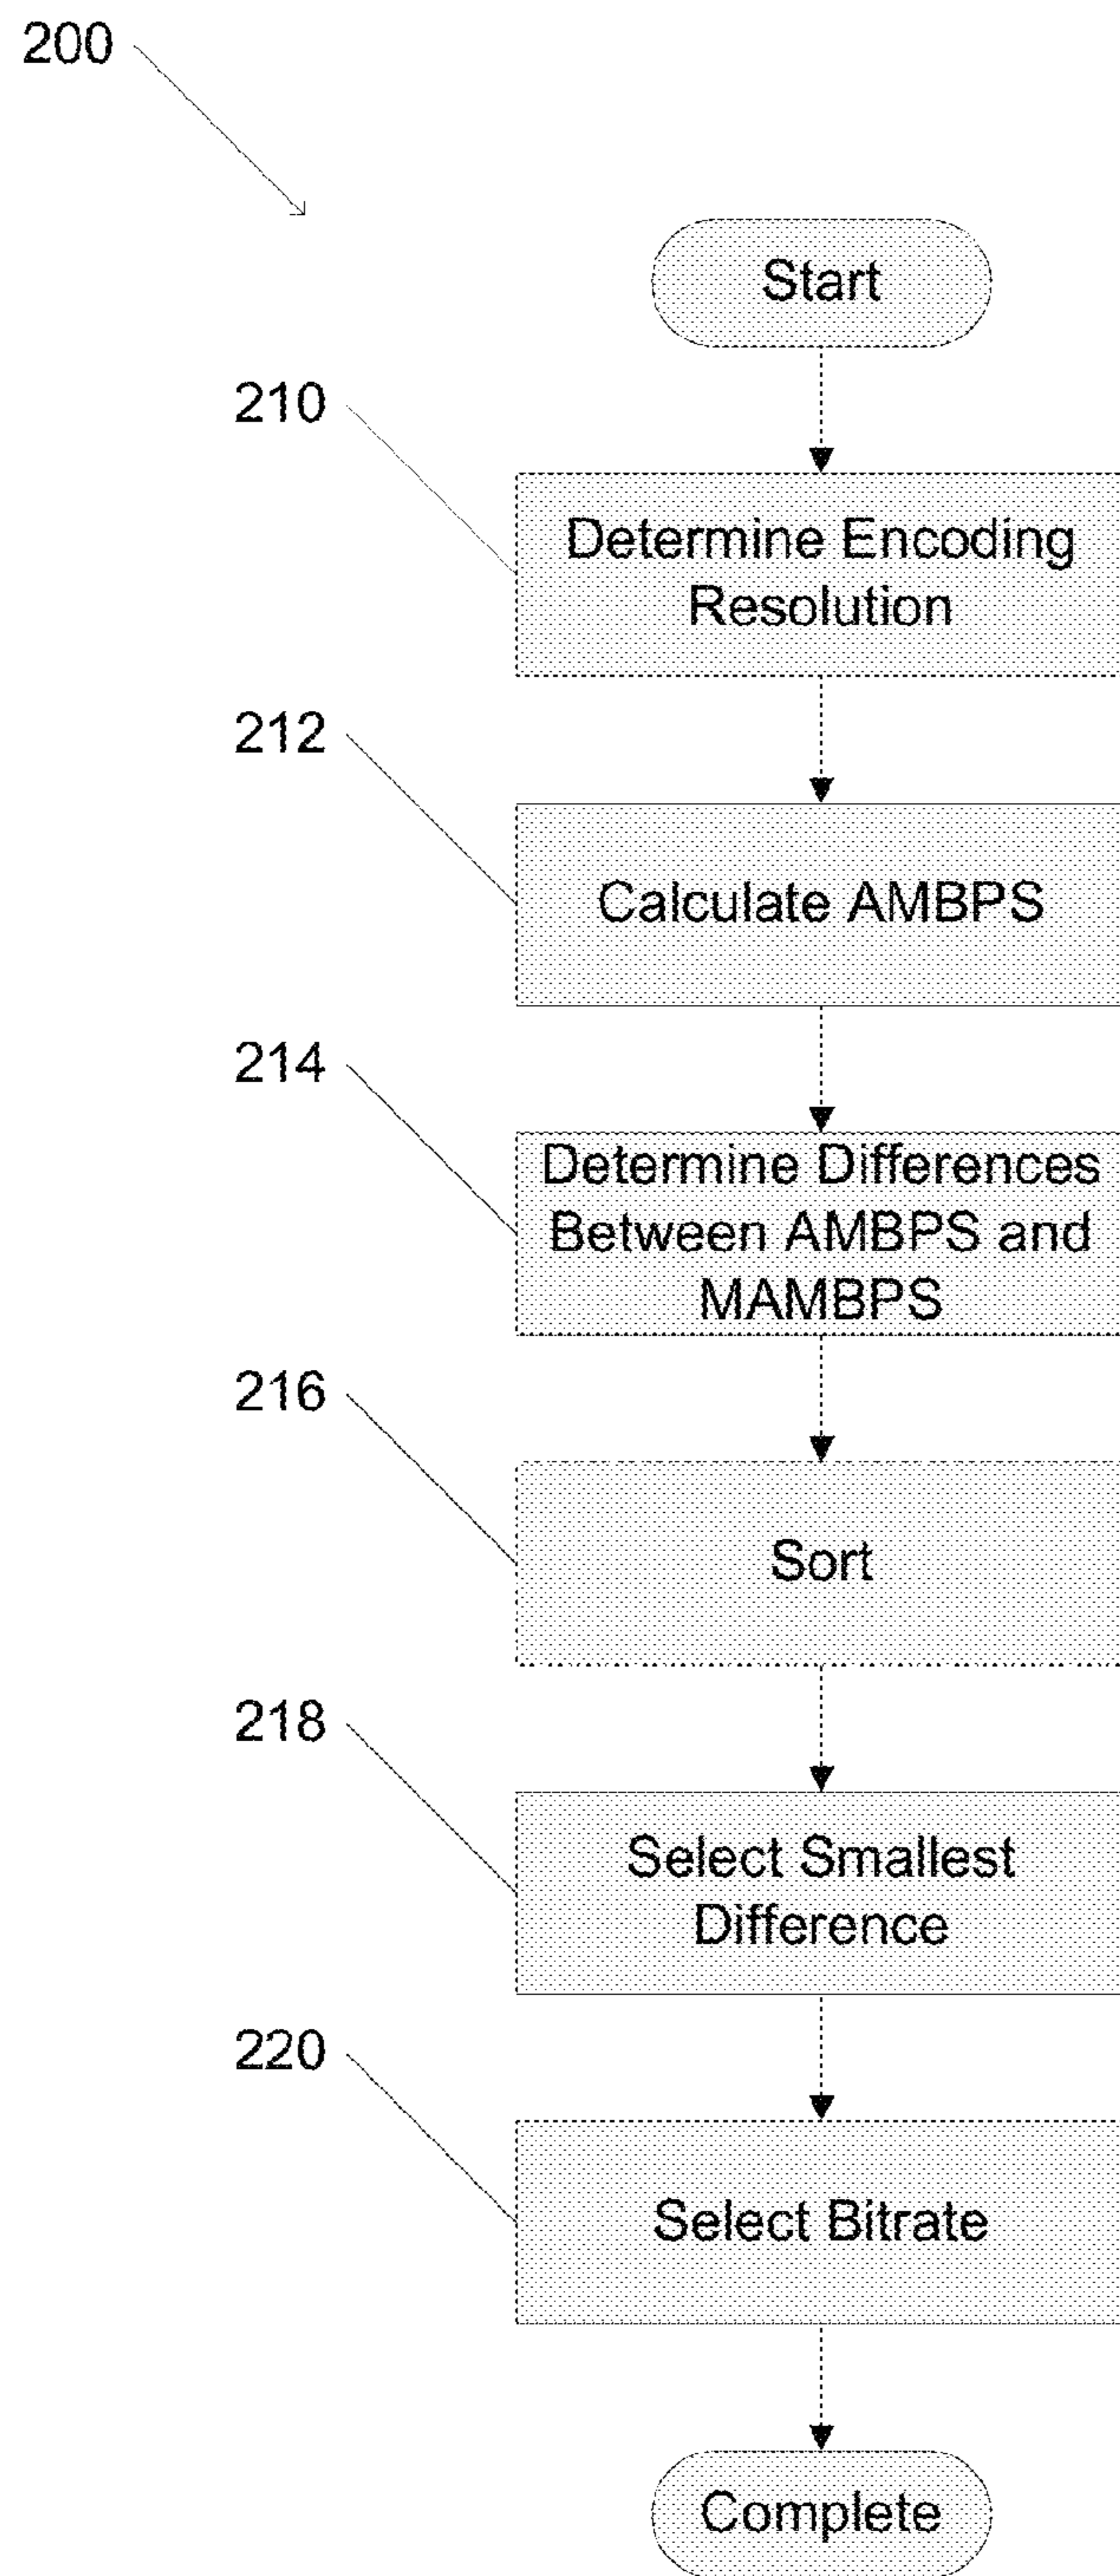 200
Start
210
Determine Encoding
Resolution
212
Calculate AMBPS
214
Determine Differences
Between AMBPS and
MAMBPS
216
Sort
218
Select Smallest
Difference
220
Select Bitrate
Complete